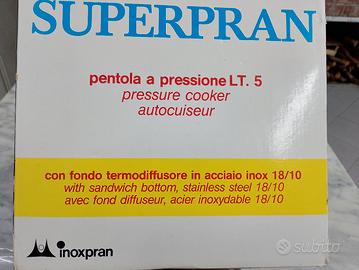 SUPERPRAN
pentola a pressione LT. 5
pressure cooker
autocuiseur
con fondo termodiffusore in acciaio inox 18/10
with sandwich bottom, stainless steel 18/10
avec fond diffuseur, acier inoxydable 18/10
inoxpran
subito